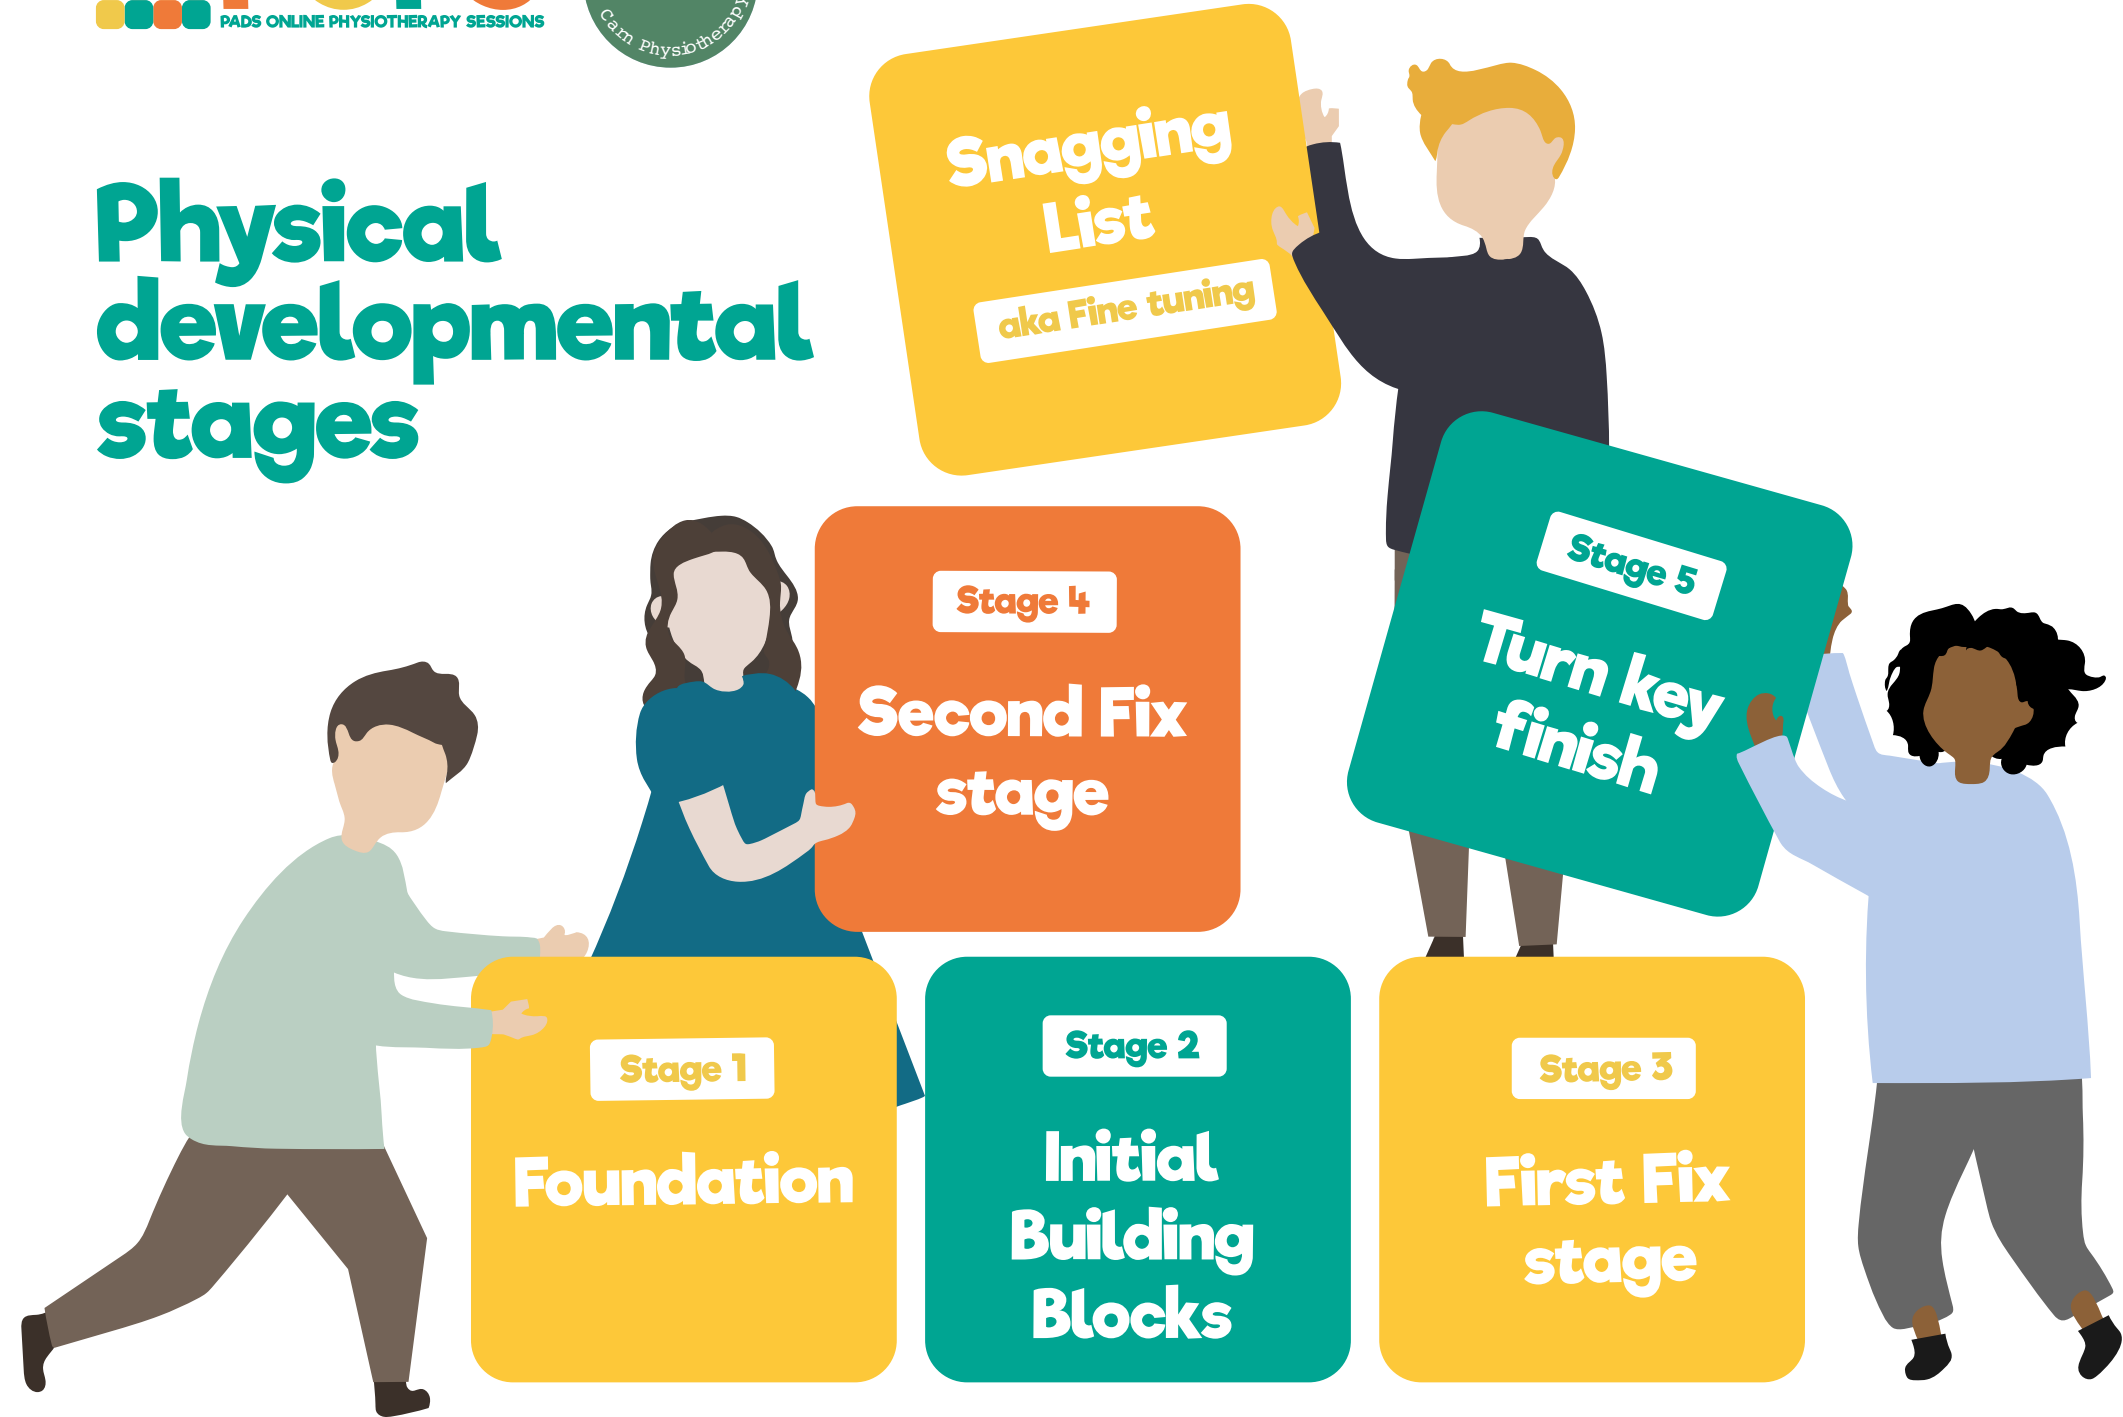 PADS ONLINE PHYSIOTHERAPY SESSIONS
Cam Physiotherapy
Physical
developmental
stages
Snagging
List
aka Fine tuning
Stage 4
Second Fix
stage
Stage 5
Turn key
finish
Stage 1
Foundation
Stage 2
Initial
Building
Blocks
Stage 3
First Fix
stage